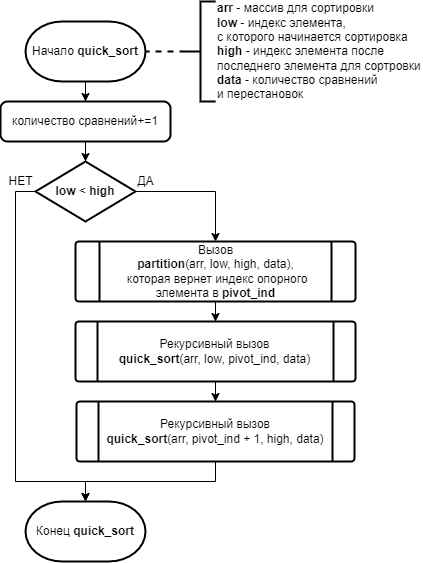 arr - массив для сортировки
low - индекс элемента,
с которого начинается сортировка
high - индекс элемента после
последнего элемента для сортровки
data - количество сравнений
и перестановок
Начало quick_sort
количество сравнений+=1
НЕТ
low < high
ДА
Вызов
partition(arr, low, high, data),
которая вернет индекс опорного
элемента в pivot_ind
Рекурсивный вызов
quick_sort(arr, low, pivot_ind, data)
Рекурсивный вызов
quick_sort(arr, pivot_ind + 1, high, data)
Конец quick_sort